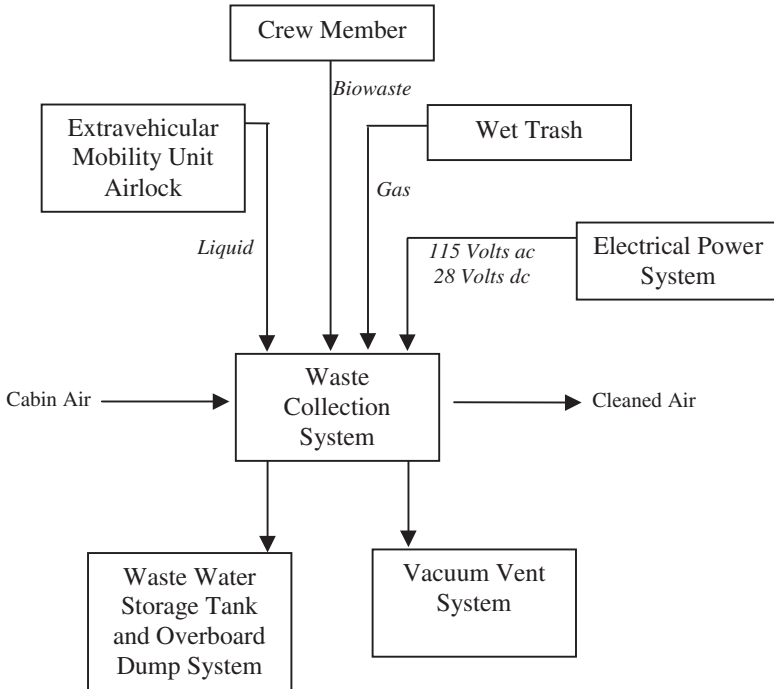 Crew Member
Biowaste
Extravehicular
Mobility Unit
Airlock
Wet Trash
Gas
Liquid
115 Volts ac
28 Volts dc
Electrical Power
System
Waste
Collection
System
Cabin Air
Cleaned Air
Waste Water
Storage Tank
and Overboard
Dump System
Vacuum Vent
System